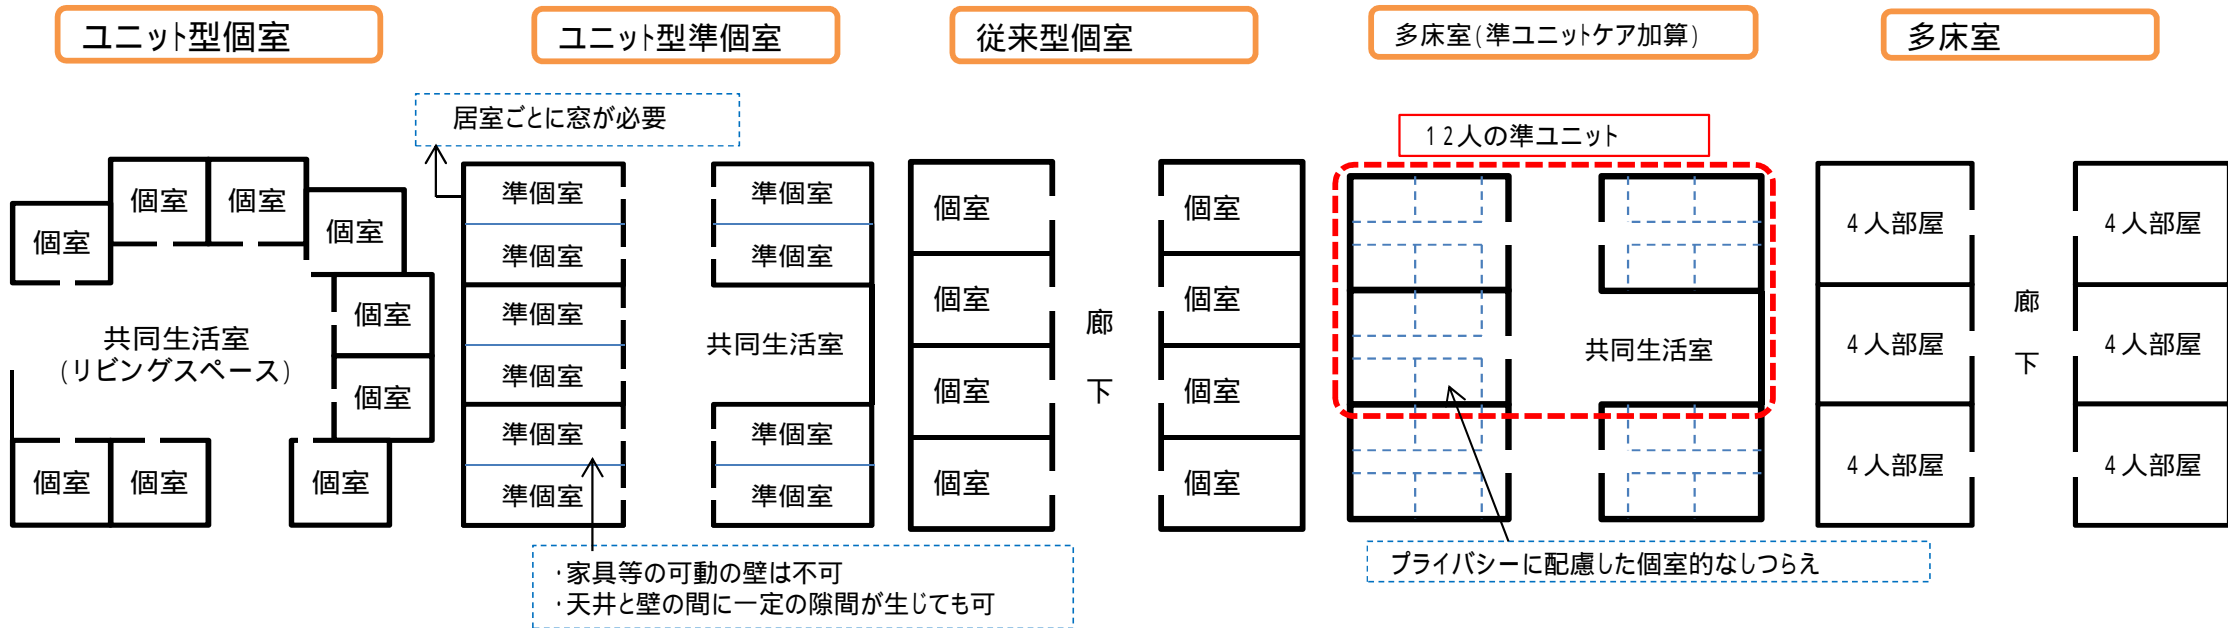 ユニット型個室
ユニット型準個室
従来型個室
多床室(準ユニットケア加算)
多床室
個室
個室
個室
個室
個室
個室
個室
個室
個室
共同生活室
(リビングスペース)
居室ごとに窓が必要
準個室
準個室
準個室
準個室
準個室
準個室
準個室
準個室
共同生活室
準個室
準個室
・家具等の可動の壁は不可
・天井と壁の間に一定の隙間が生じても可
個室
個室
個室
個室
廊
下
個室
個室
個室
個室
12人の準ユニット
共同生活室
プライバシーに配慮した個室的なしつらえ
4人部屋
4人部屋
4人部屋
廊
下
4人部屋
4人部屋
4人部屋